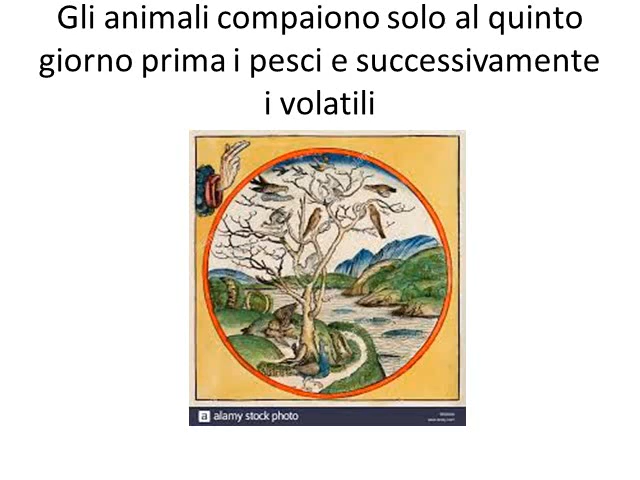 Gli animali compaiono solo al quinto
giorno prima i pesci e successivamente
i volatili
a alamy stock photo